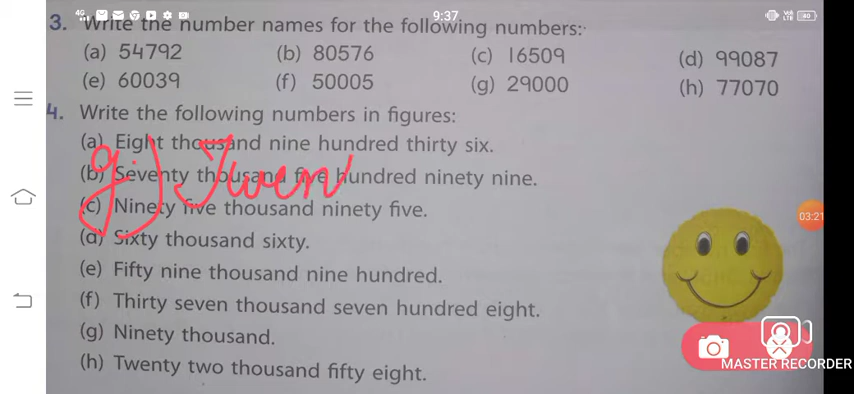 4G 9:37 VoLTE 40
3. Write the number names for the following numbers:
(a) 54792 (b) 80576 (c) 16509 (d) 99087
(e) 60039 (f) 50005 (g) 29000 (h) 77070
4. Write the following numbers in figures:
(a) Eight thousand nine hundred thirty six.
(b) Seventy thousand five hundred ninety nine.
(c) Ninety five thousand ninety five.
(d) Sixty thousand sixty.
(e) Fifty nine thousand nine hundred.
(f) Thirty seven thousand seven hundred eight.
(g) Ninety thousand.
(h) Twenty two thousand fifty eight.
g) Twen
03:21
MASTER RECORDER